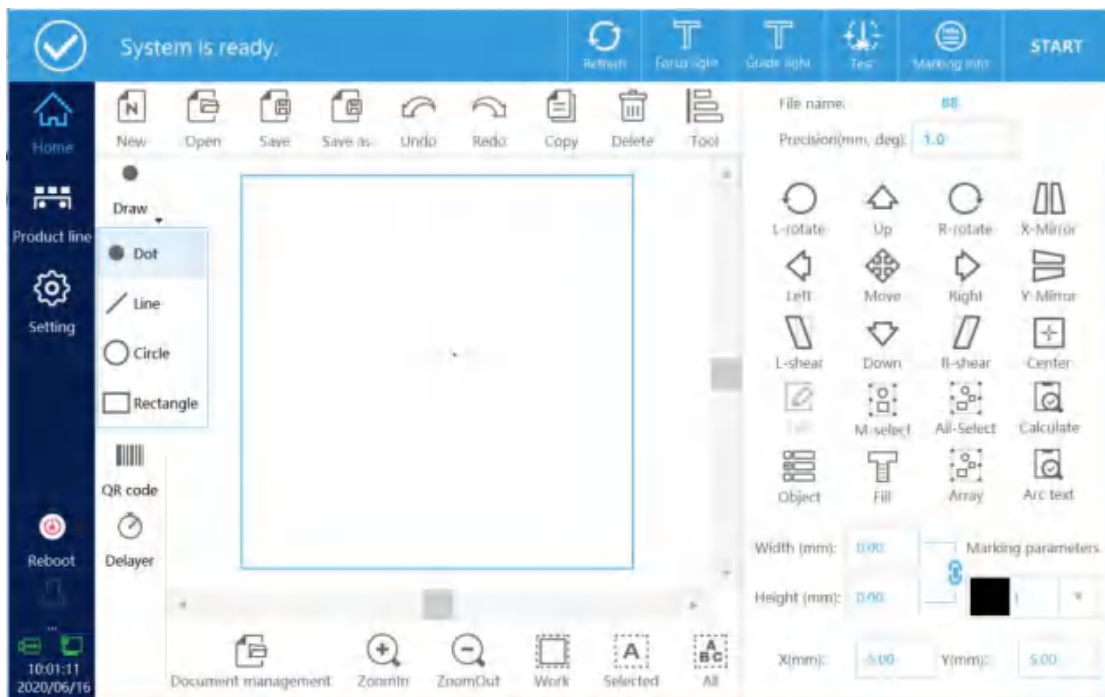 System is ready.
Refresh
Focus light
Guide light
Test
Marking info
START
Home
Product line
Setting
Reboot
10:01:11
2020/06/16
N
New
Open
Save
Save as
Undo
Redo
Copy
Delete
Tool
Draw
Dot
Line
Circle
Rectangle
QR code
Delayer
Document management
ZoomIn
ZoomOut
Work
A
Selected
A
B C
All
File name:
Precision(mm, deg): 1.0
L-rotate
Up
R-rotate
X-Mirror
Left
Move
Right
Y-Mirror
L-shear
Down
R-shear
Center
M-select
All-Select
Calculate
Object
Fill
Array
Arc text
Width (mm): 0.00
Marking parameters
Height (mm): 0.00
X(mm): -5.00 Y(mm): 5.00